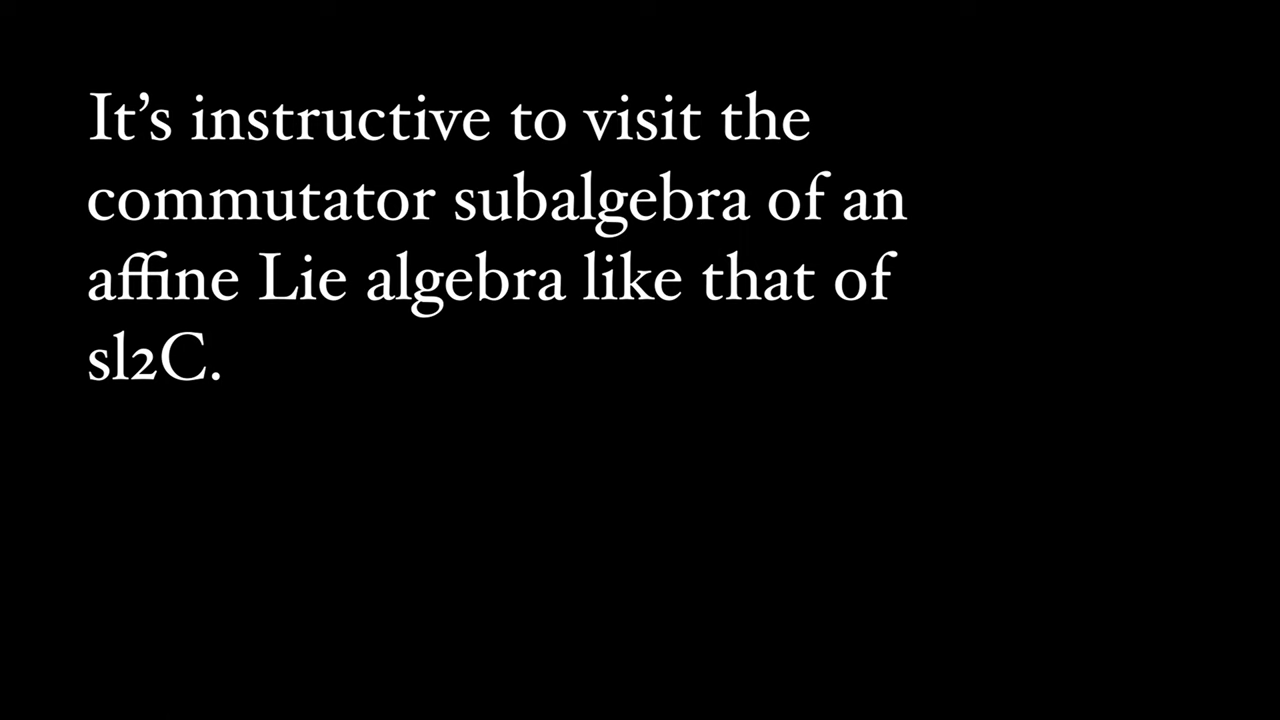 It’s instructive to visit the
commutator subalgebra of an
affine Lie algebra like that of
sl2C.